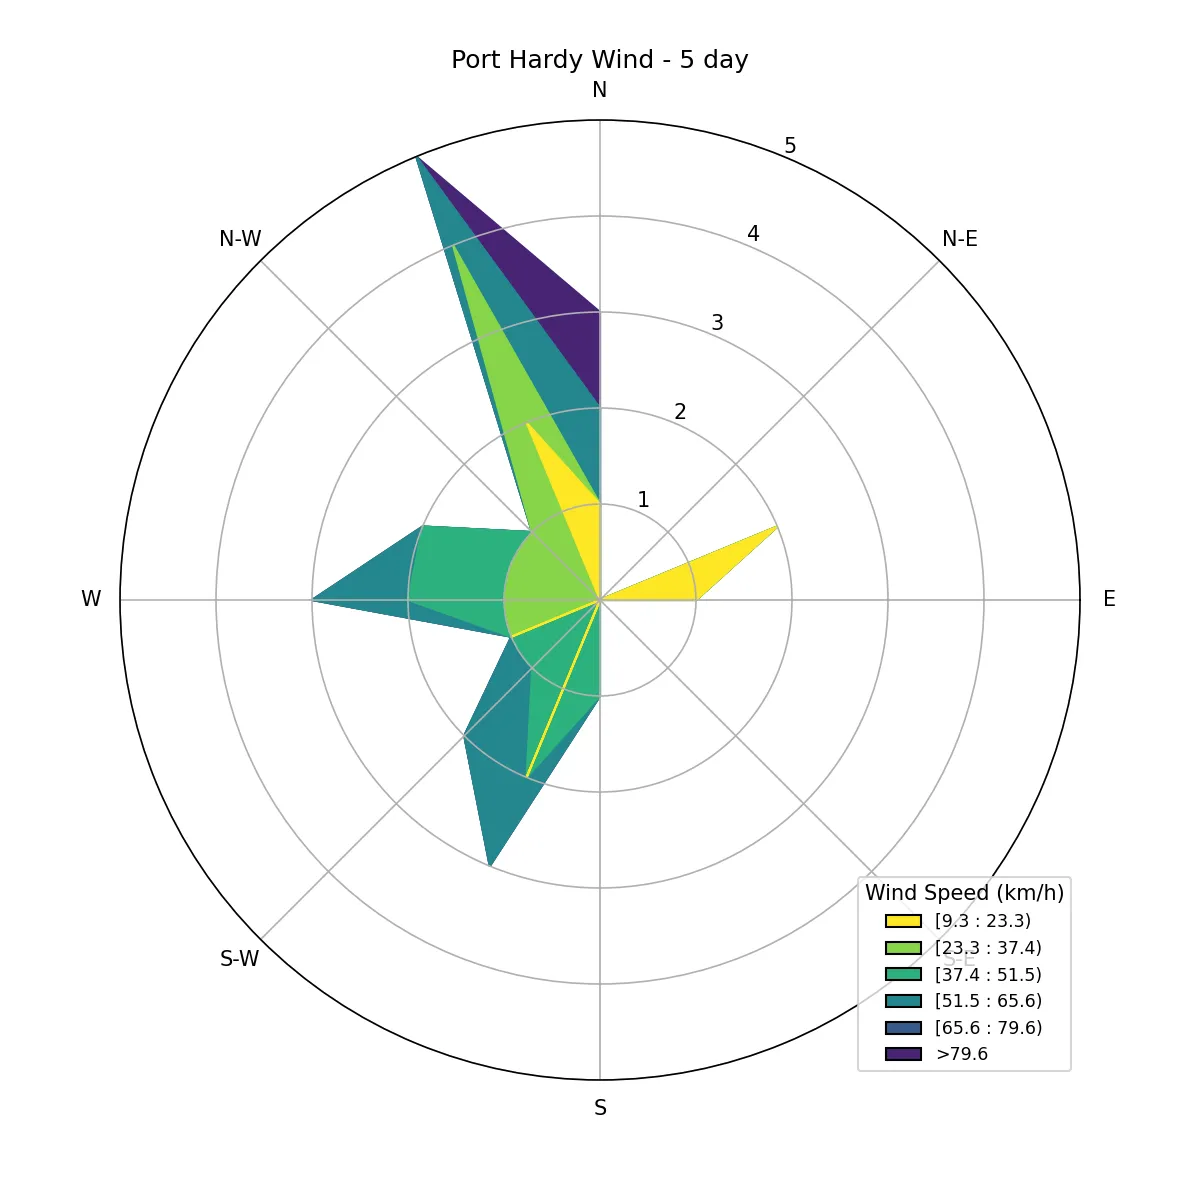 Port Hardy Wind - 5 day
N
5
N-W
4
N-E
3
2
1
W
E
S-W
S-E
S
Wind Speed (km/h)
[9.3 : 23.3)
[23.3 : 37.4)
[37.4 : 51.5)
[51.5 : 65.6)
[65.6 : 79.6)
>79.6